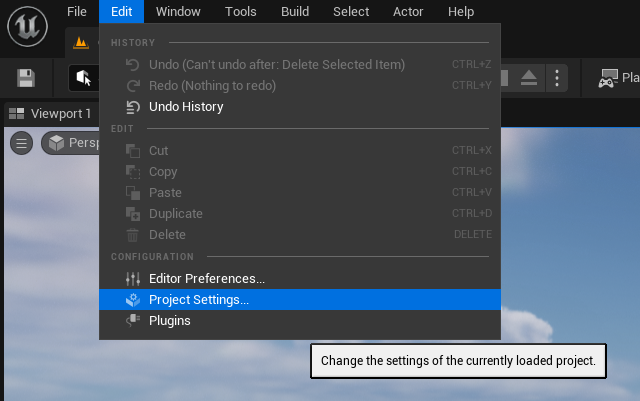 File Edit Window Tools Build Select Actor Help
HISTORY
Undo (Can't undo after: Delete Selected Item) CTRL+Z
Redo (Nothing to redo) CTRL+Y
Undo History
Viewport 1
EDIT
Cut CTRL+X
Copy CTRL+C
Paste CTRL+V
Duplicate CTRL+D
Delete DELETE
CONFIGURATION
Editor Preferences...
Project Settings...
Plugins
Change the settings of the currently loaded project.